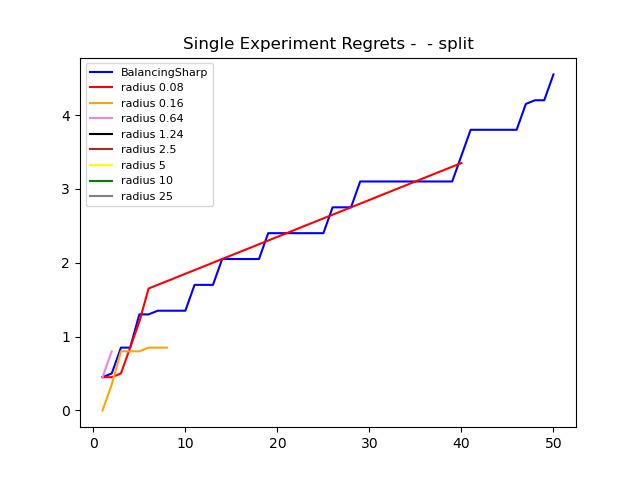 Single Experiment Regrets -  - split
BalancingSharp
radius 0.08
radius 0.16
radius 0.64
radius 1.24
radius 2.5
radius 5
radius 10
radius 25
4
3
2
1
0
0 10 20 30 40 50